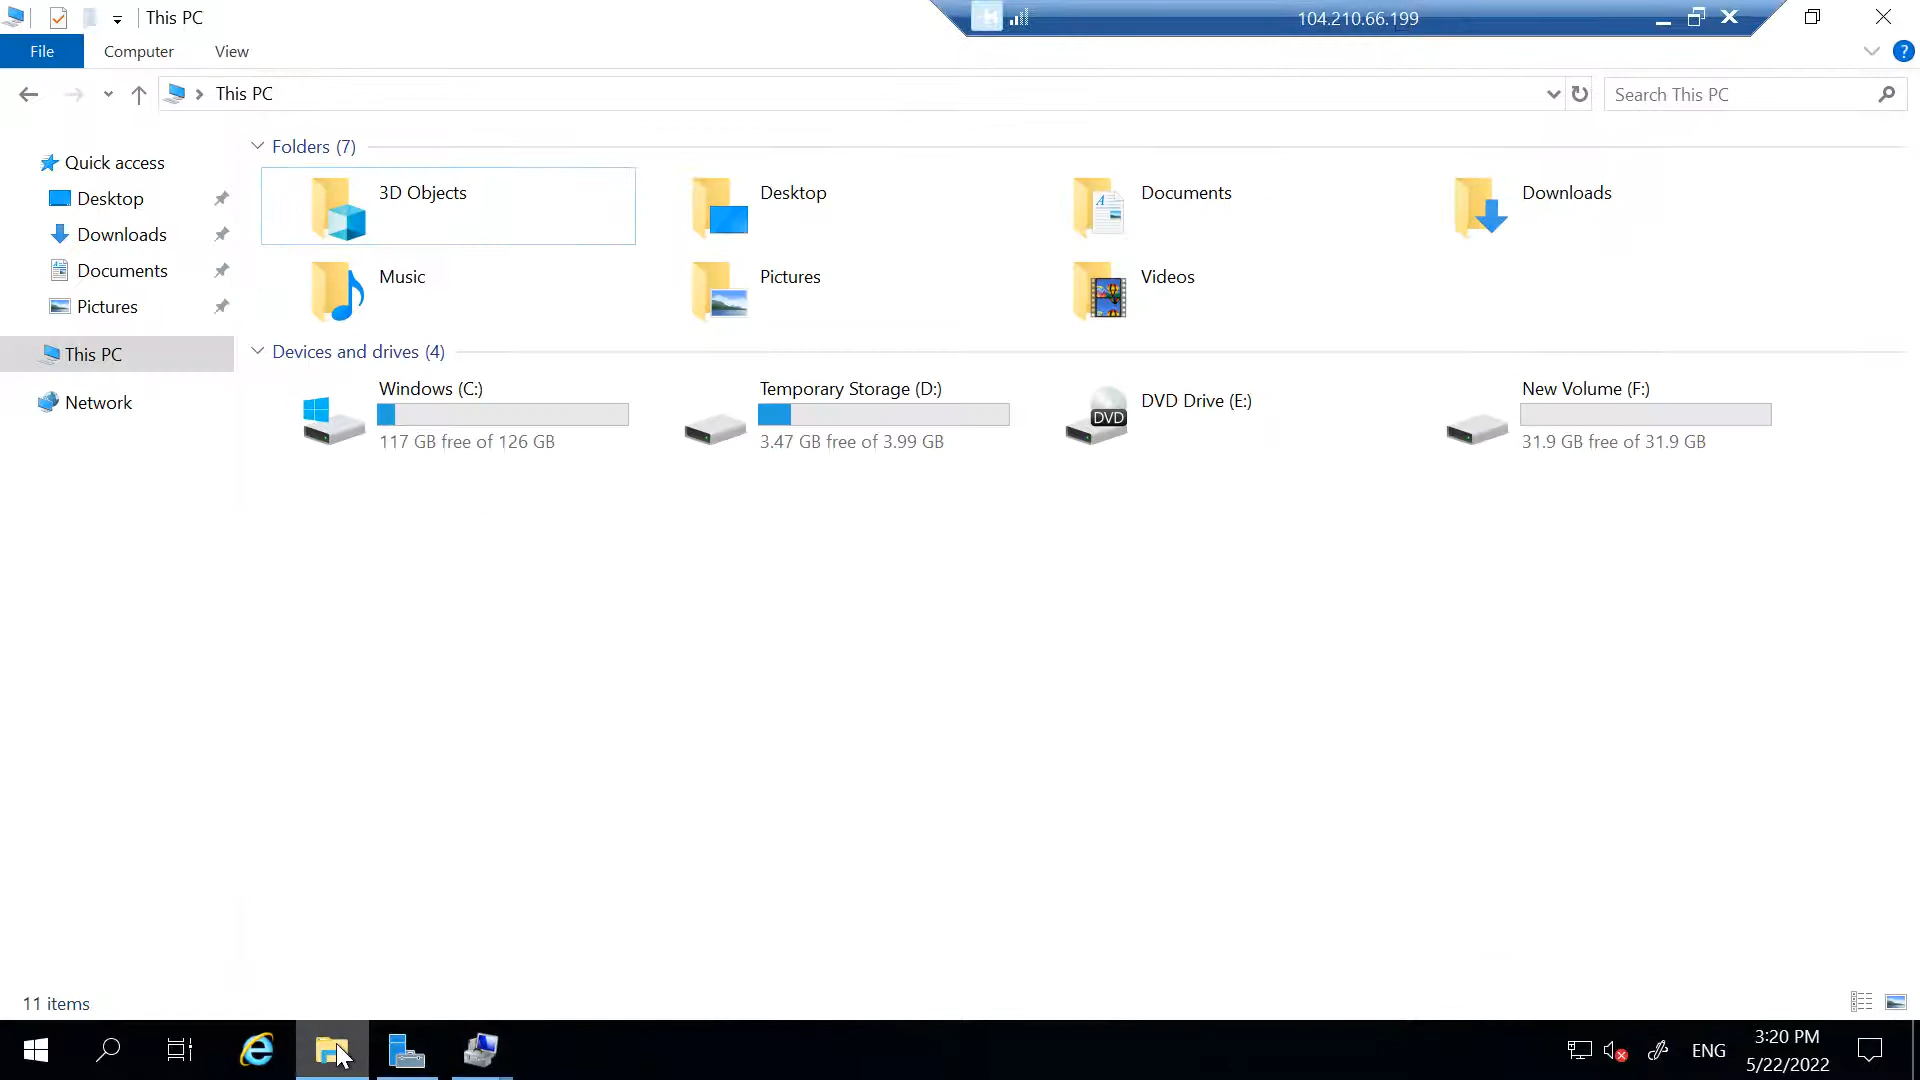 This PC
104.210.66.199
File
Computer
View
?
This PC
Search This PC
Quick access
Desktop
Downloads
Documents
Pictures
This PC
Network
Folders (7)
3D Objects
Desktop
Documents
Downloads
Music
Pictures
Videos
Devices and drives (4)
Windows (C:)
117 GB free of 126 GB
Temporary Storage (D:)
3.47 GB free of 3.99 GB
DVD
DVD Drive (E:)
New Volume (F:)
31.9 GB free of 31.9 GB
11 items
ENG
3:20 PM
5/22/2022